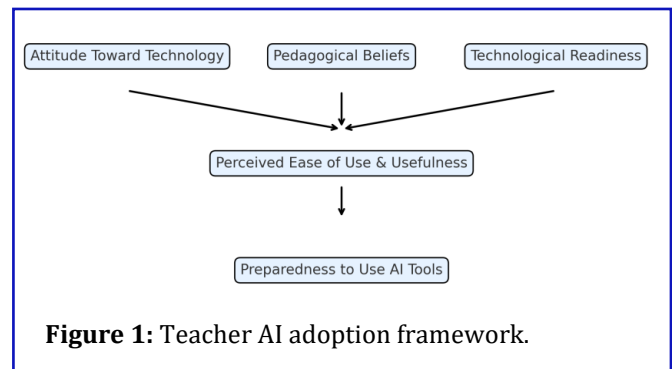 Attitude Toward Technology
Pedagogical Beliefs
Technological Readiness
Perceived Ease of Use & Usefulness
Preparedness to Use AI Tools
Figure 1: Teacher AI adoption framework.